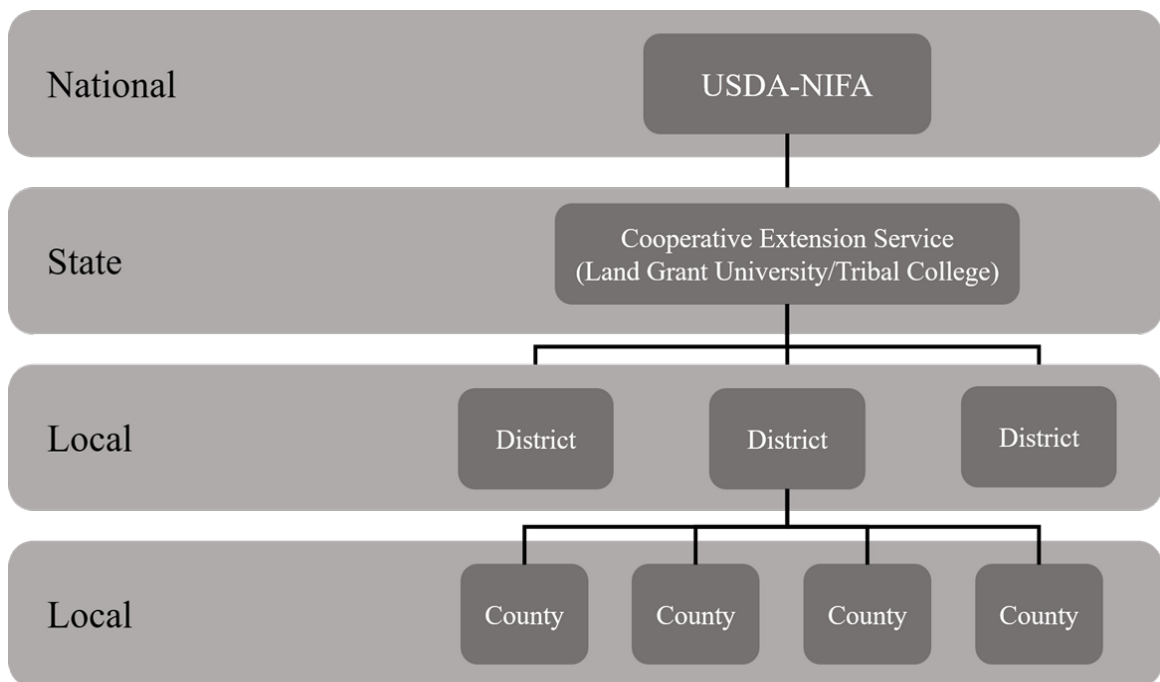 National
USDA-NIFA
State
Cooperative Extension Service
(Land Grant University/Tribal College)
Local
District
District
District
Local
County
County
County
County